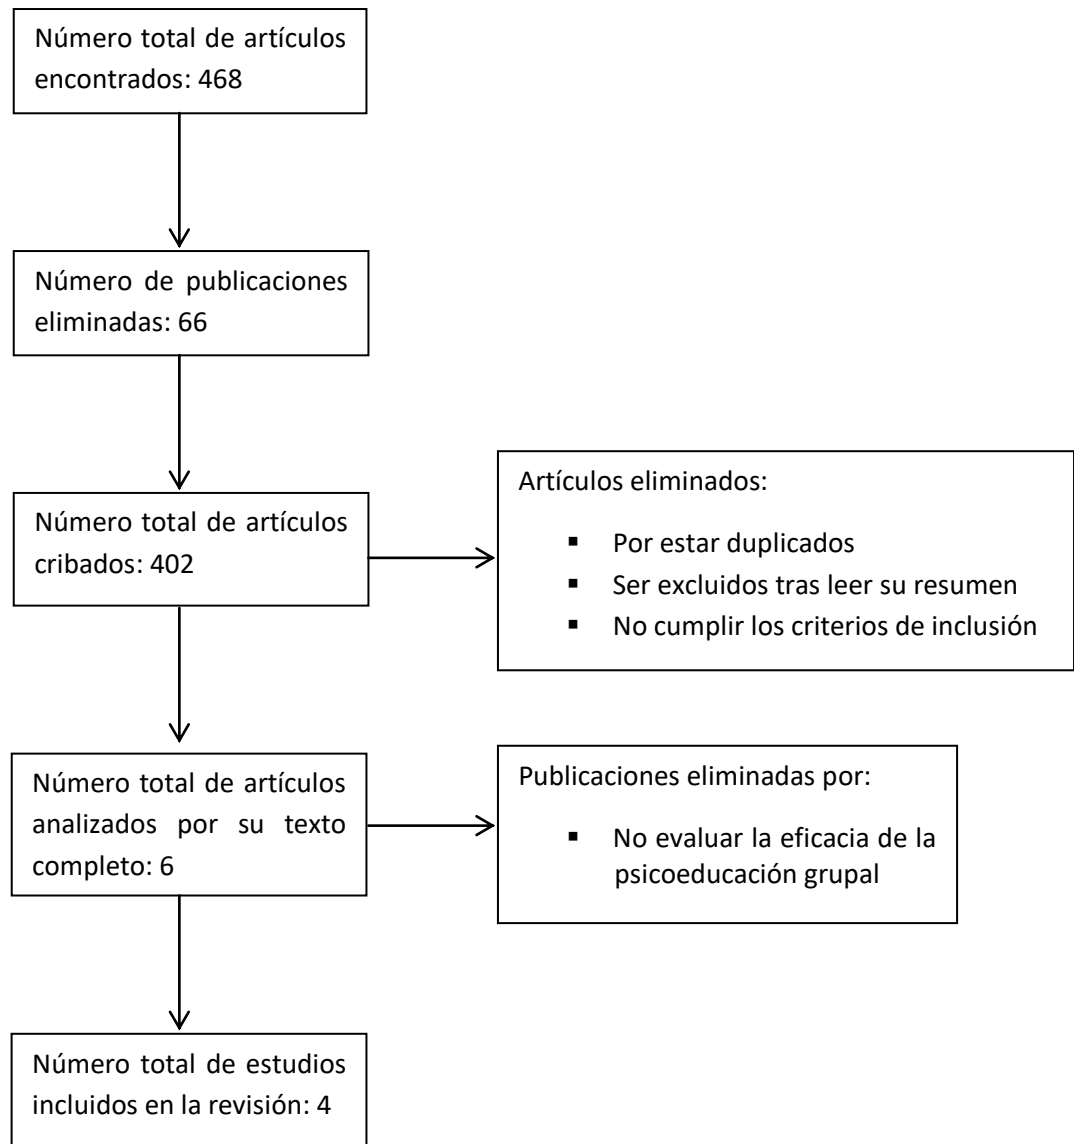 Número total de artículos
encontrados: 468
Número de publicaciones
eliminadas: 66
Número total de artículos
cribados: 402
Artículos eliminados:
▪ Por estar duplicados
▪ Ser excluidos tras leer su resumen
▪ No cumplir los criterios de inclusión
Número total de artículos
analizados por su texto
completo: 6
Publicaciones eliminadas por:
▪ No evaluar la eficacia de la
psicoeducación grupal
Número total de estudios
incluidos en la revisión: 4